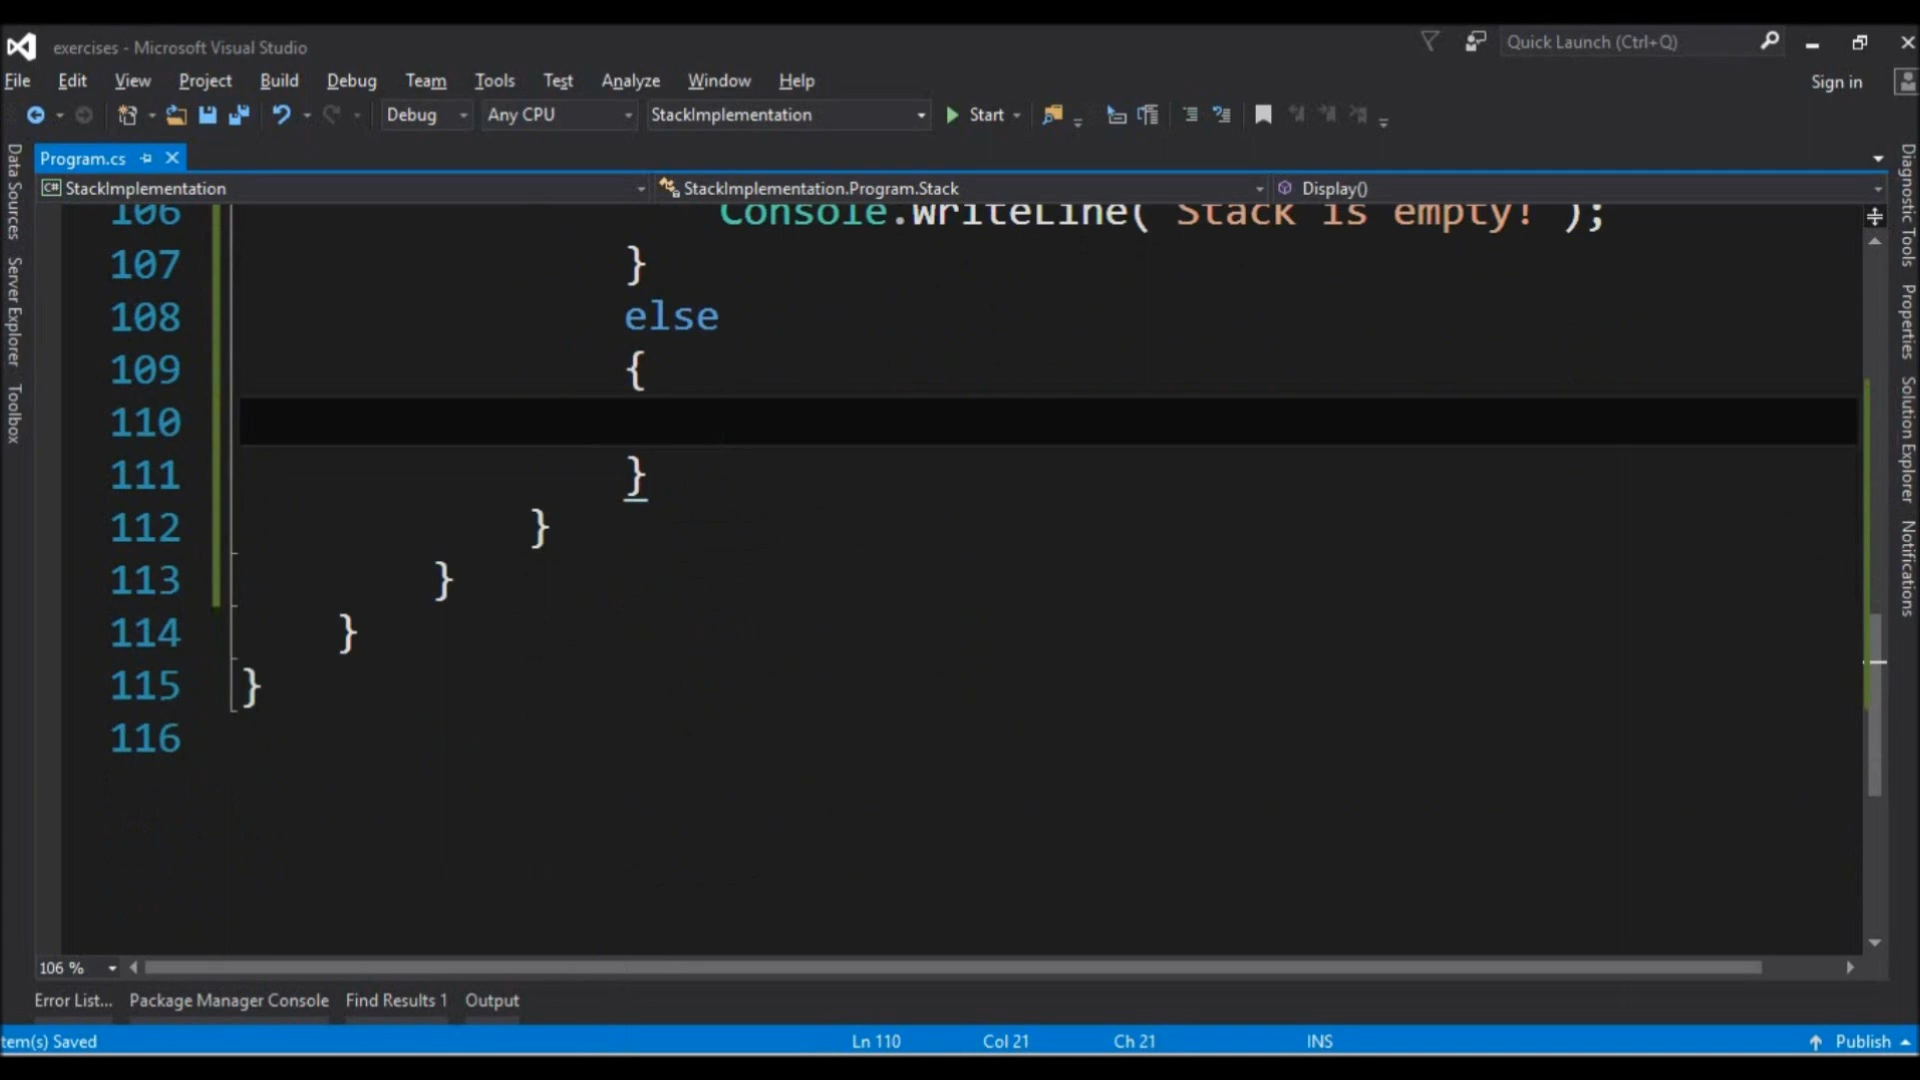 exercises - Microsoft Visual Studio
Quick Launch (Ctrl+Q)
File Edit View Project Build Debug Team Tools Test Analyze Window Help
Sign in
Debug Any CPU StackImplementation Start
Program.cs
C# StackImplementation StackImplementation.Program.Stack Display()
106 Console.WriteLine("Stack is empty!");
107 }
108 else
109 {
110
111 }
112 }
113 }
114 }
115 }
116
Data Sources
Server Explorer
Toolbox
Diagnostic Tools
Properties
Solution Explorer
Notifications
106 %
Error List... Package Manager Console Find Results 1 Output
tem(s) Saved Ln 110 Col 21 Ch 21 INS Publish